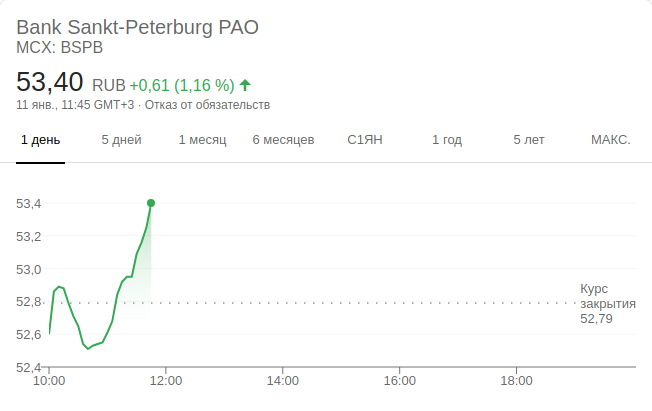 Bank Sankt-Peterburg PAO
MCX: BSPB
53,40 RUB +0,61 (1,16 %)
11 янв., 11:45 GMT+3 · Отказ от обязательств
1 день 5 дней 1 месяц 6 месяцев С1ЯН 1 год 5 лет МАКС.
53,4
53,2
53,0
52,8
52,6
52,4
Курс
закрытия
52,79
10:00 12:00 14:00 16:00 18:00